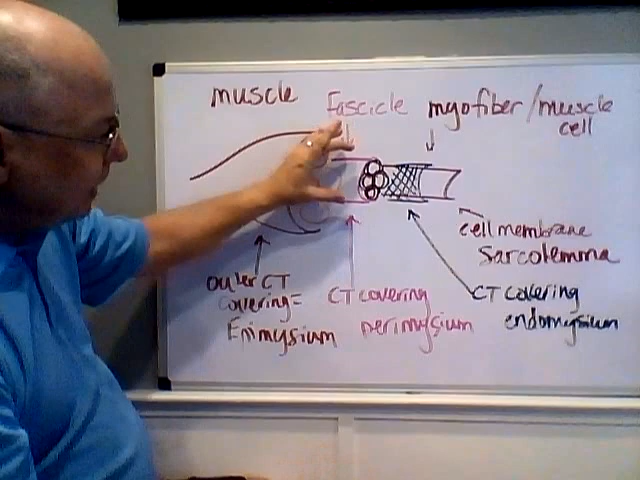 muscle
Fascicle
myofiber/muscle
cell
cell membrane
Sarcolemma
outer CT
covering=
Epimysium
CT covering
perimysium
CT covering
endomysium